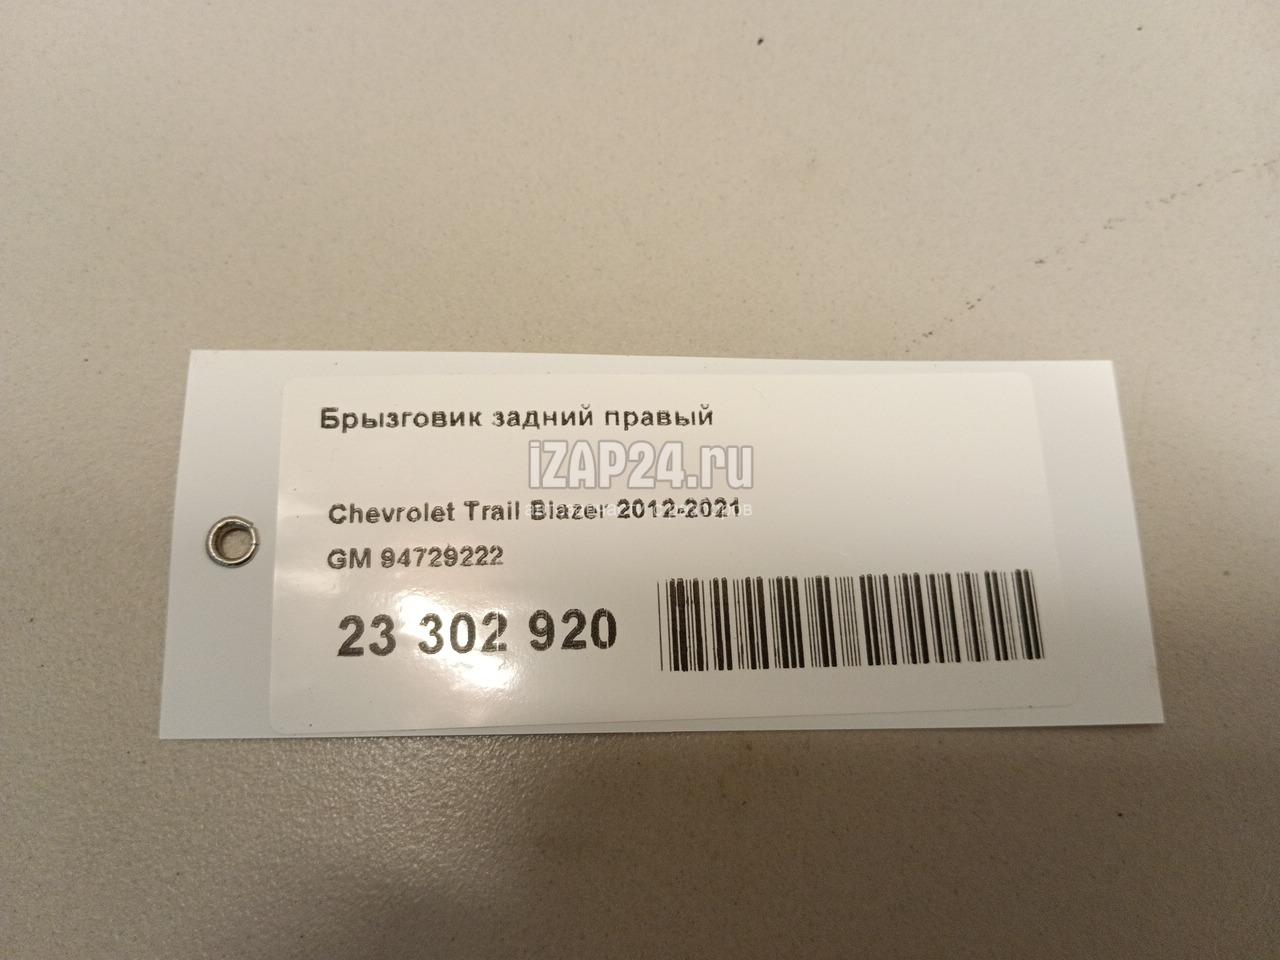 Брызговик задний правый
iZAP24.ru
Chevrolet Trail Blazer 2012-2021
GM 94729222
23 302 920